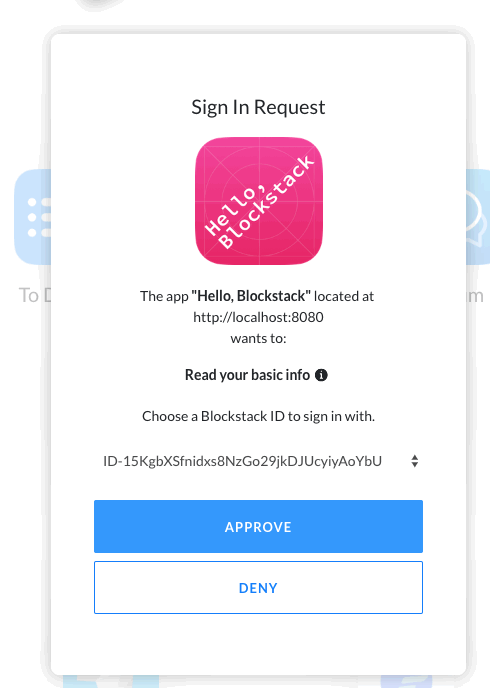 Sign In Request
Hello,
Blockstack
The app "Hello, Blockstack" located at
http://localhost:8080
wants to:
Read your basic info
Choose a Blockstack ID to sign in with.
To D
m
ID-15KgbXSfnidxs8NzGo29jkDJUcyiyAoYbU
APPROVE
DENY